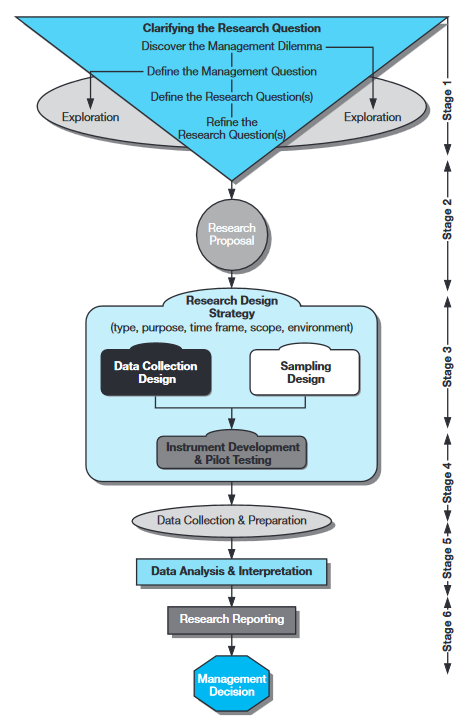 Clarifying the Research Question
Discover the Management Dilemma
Define the Management Question
Define the Research Question(s)
Refine the
Research Question(s)
Exploration
Exploration
Stage 1
Research
Proposal
Stage 2
Research Design
Strategy
(type, purpose, time frame, scope, environment)
Data Collection
Design
Sampling
Design
Stage 3
Instrument Development
& Pilot Testing
Stage 4
Data Collection & Preparation
Data Analysis & Interpretation
Stage 5
Research Reporting
Stage 6
Management
Decision